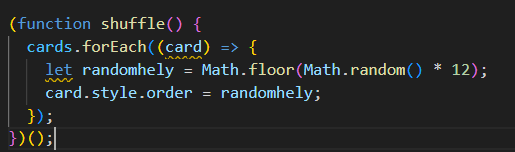 (function shuffle() {
  cards.forEach((card) => {
    let randomhely = Math.floor(Math.random() * 12);
    card.style.order = randomhely;
  });
})();